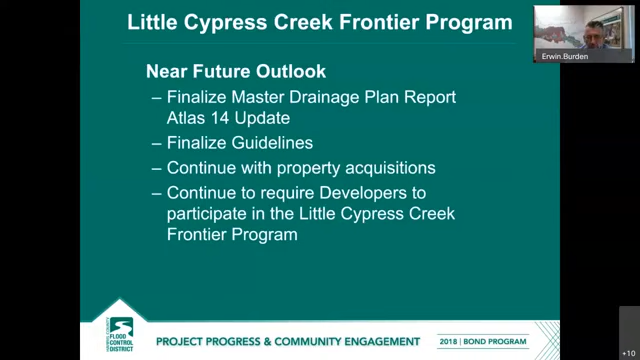 Little Cypress Creek Frontier Program
Erwin.Burden
Near Future Outlook
– Finalize Master Drainage Plan Report
Atlas 14 Update
– Finalize Guidelines
– Continue with property acquisitions
– Continue to require Developers to
participate in the Little Cypress Creek
Frontier Program
HARRIS COUNTY
FLOOD
CONTROL
DISTRICT
PROJECT PROGRESS & COMMUNITY ENGAGEMENT
2018 | BOND PROGRAM
+10